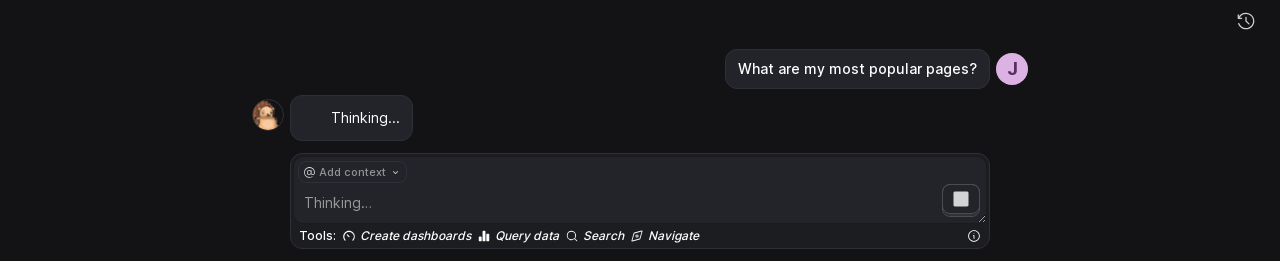 What are my most popular pages?
J
Thinking...
@ Add context
Thinking...
Tools: Create dashboards Query data Search Navigate